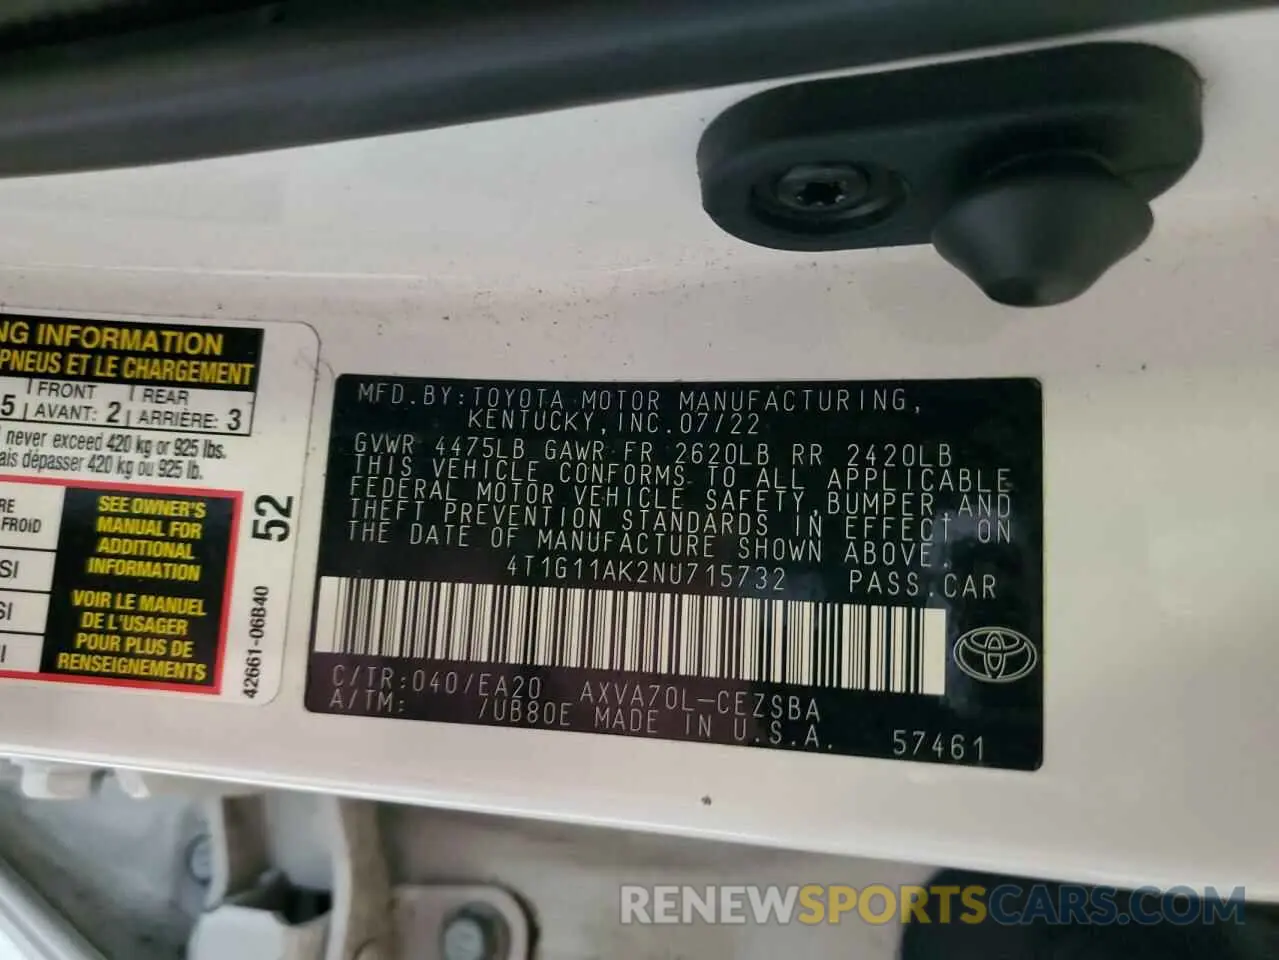 NG INFORMATION
PNEUS ET LE CHARGEMENT
5 FRONT REAR
AVANT: 2 ARRIÈRE: 3
never exceed 420 kg or 925 lbs.
ais dépasser 420 kg ou 925 lb.
RE
FROID
SI
SI
I
SEE OWNER'S
MANUAL FOR
ADDITIONAL
INFORMATION
VOIR LE MANUEL
DE L'USAGER
POUR PLUS DE
RENSEIGNEMENTS
52
42661-06B40
MFD.BY:TOYOTA MOTOR MANUFACTURING,
KENTUCKY,INC.07/22
GVWR 4475LB GAWR FR 2620LB RR 2420LB
THIS VEHICLE CONFORMS TO ALL APPLICABLE
FEDERAL MOTOR VEHICLE SAFETY,BUMPER,AND
THEFT PREVENTION STANDARDS IN EFFECT ON
THE DATE OF MANUFACTURE SHOWN ABOVE.
4T1G11AK2NU715732 PASS.CAR
C/TR:040/EA20 AXVA70L-CEZSBA
A/TM: /UB80E MADE IN U.S.A. 57461
RENEWSPORTSCARS.COM